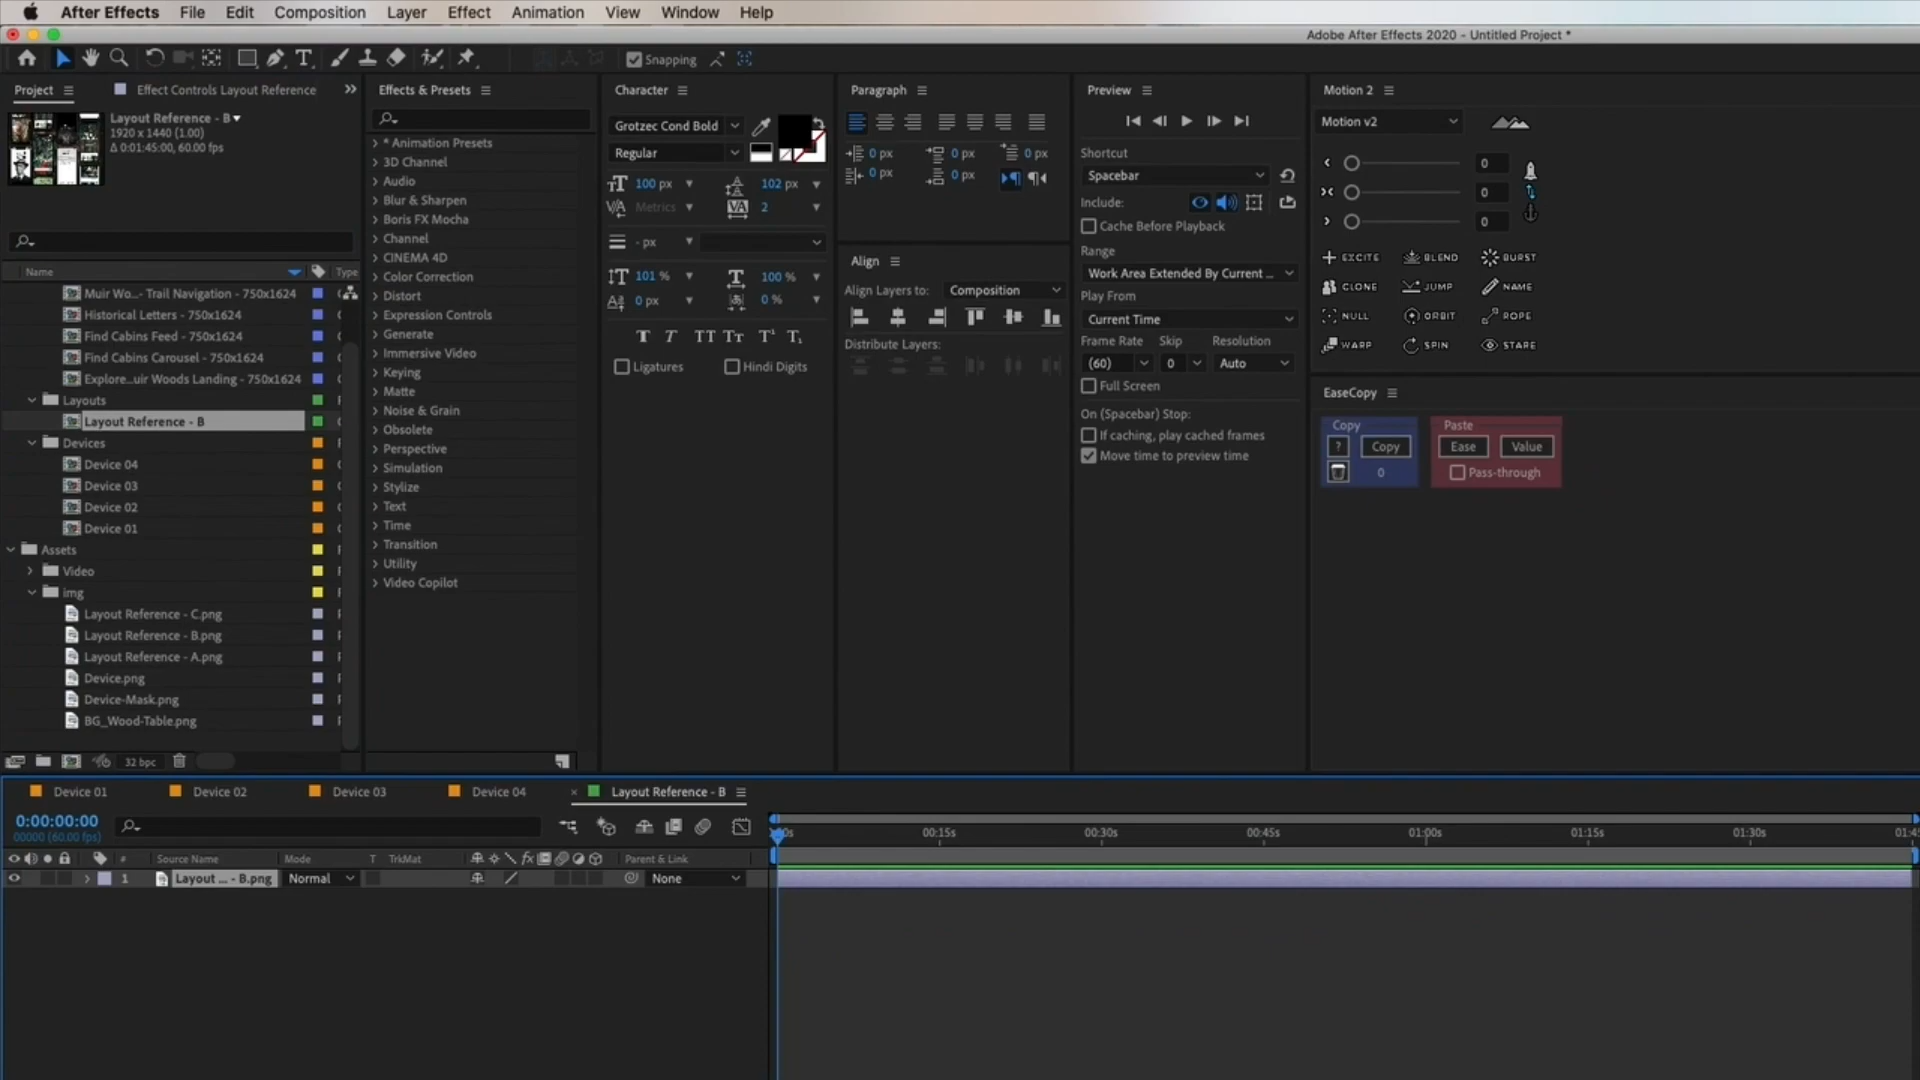 After Effects File Edit Composition Layer Effect Animation View Window Help
Adobe After Effects 2020 - Untitled Project *
Snapping
Project
Effect Controls Layout Reference
Layout Reference - B
1920 x 1440 (1.00)
Δ 0:01:45:00, 60.00 fps
Name Type
Muir Wo...- Trail Navigation - 750x1624
Historical Letters - 750x1624
Find Cabins Feed - 750x1624
Find Cabins Carousel - 750x1624
Explore...uir Woods Landing - 750x1624
Layouts
Layout Reference - B
Devices
Device 04
Device 03
Device 02
Device 01
Assets
Video
img
Layout Reference - C.png
Layout Reference - B.png
Layout Reference - A.png
Device.png
Device-Mask.png
BG_Wood-Table.png
32 bpc
Effects & Presets
* Animation Presets
3D Channel
Audio
Blur & Sharpen
Boris FX Mocha
Channel
CINEMA 4D
Color Correction
Distort
Expression Controls
Generate
Immersive Video
Keying
Matte
Noise & Grain
Obsolete
Perspective
Simulation
Stylize
Text
Time
Transition
Utility
Video Copilot
Character
Grotzec Cond Bold
Regular
100 px 102 px
Metrics 2
- px
101 % 100 %
0 px 0 %
T T TT Tt T¹ T₁
Ligatures Hindi Digits
Paragraph
0 px 0 px 0 px
0 px 0 px
Align
Align Layers to: Composition
Distribute Layers:
Preview
Shortcut
Spacebar
Include:
Cache Before Playback
Range
Work Area Extended By Current ...
Play From
Current Time
Frame Rate Skip Resolution
(60) 0 Auto
Full Screen
On (Spacebar) Stop:
If caching, play cached frames
Move time to preview time
Motion 2
Motion v2
0
0
0
EXCITE BLEND BURST
CLONE JUMP NAME
NULL ORBIT ROPE
WARP SPIN STARE
EaseCopy
Copy Paste
? Copy Ease Value
0 Pass-through
Device 01 Device 02 Device 03 Device 04 × Layout Reference - B
0:00:00:00
00000 (60.00 fps)
00:15s 00:30s 00:45s 01:00s 01:15s 01:30s
# Source Name Mode T TrkMat fx Parent & Link
1 Layout ... - B.png Normal None